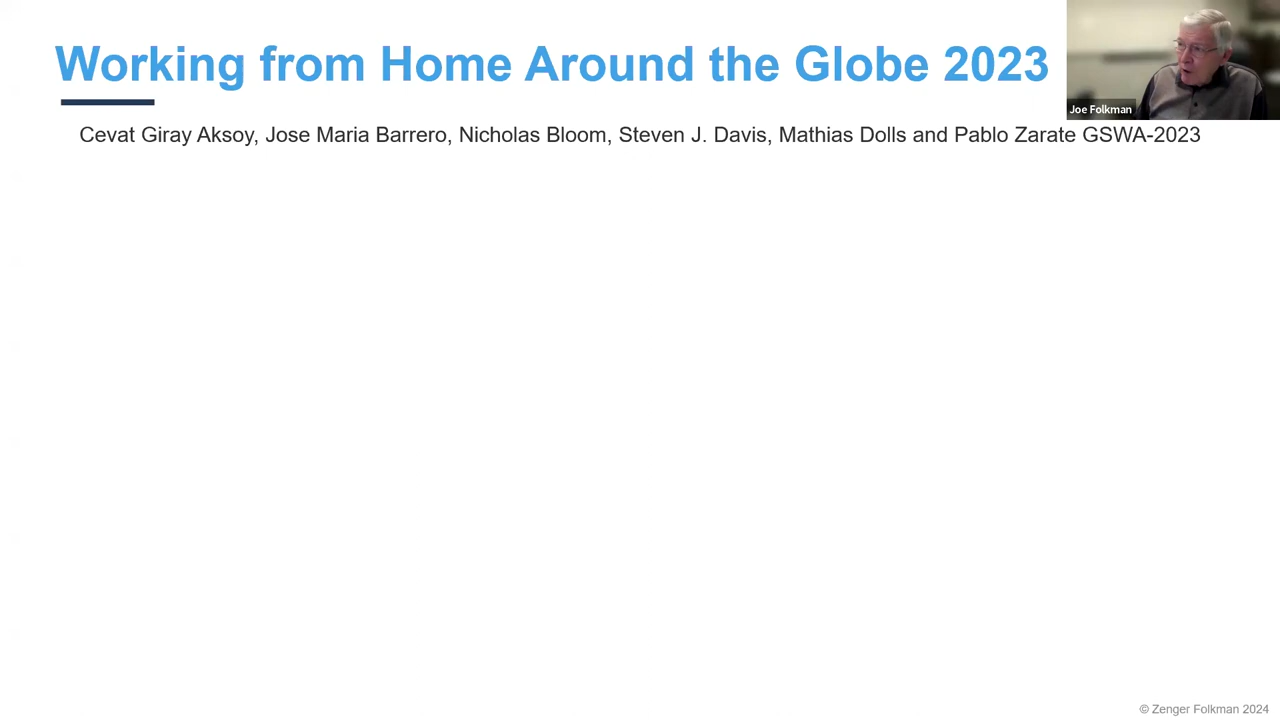 Working from Home Around the Globe 2023
Joe Folkman
Cevat Giray Aksoy, Jose Maria Barrero, Nicholas Bloom, Steven J. Davis, Mathias Dolls and Pablo Zarate GSWA-2023
© Zenger Folkman 2024